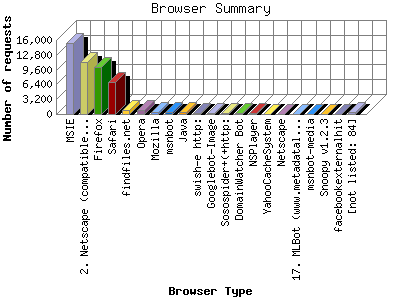 Browser Summary
Number of requests
16,000
12,800
9,600
6,400
3,200
0
MSIE
2. Netscape (compatible...
Firefox
Safari
findfiles.net
Opera
Mozilla
msnbot
Java
swish-e http:
Googlebot-Image
Sosospider+(+http:
DomainWatcher Bot
NSPlayer
YahooCacheSystem
Netscape
17. MLBot (www.metadatal...
msnbot-media
Snoopy v1.2.3
facebookexternalhit
[not listed: 84]
Browser Type